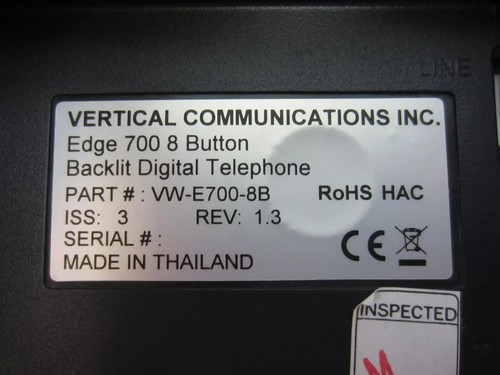 LINE
VERTICAL COMMUNICATIONS INC.
Edge 700 8 Button
Backlit Digital Telephone
PART # : VW-E700-8B RoHS HAC
ISS: 3 REV: 1.3
SERIAL # :
CE
MADE IN THAILAND
INSPECTED